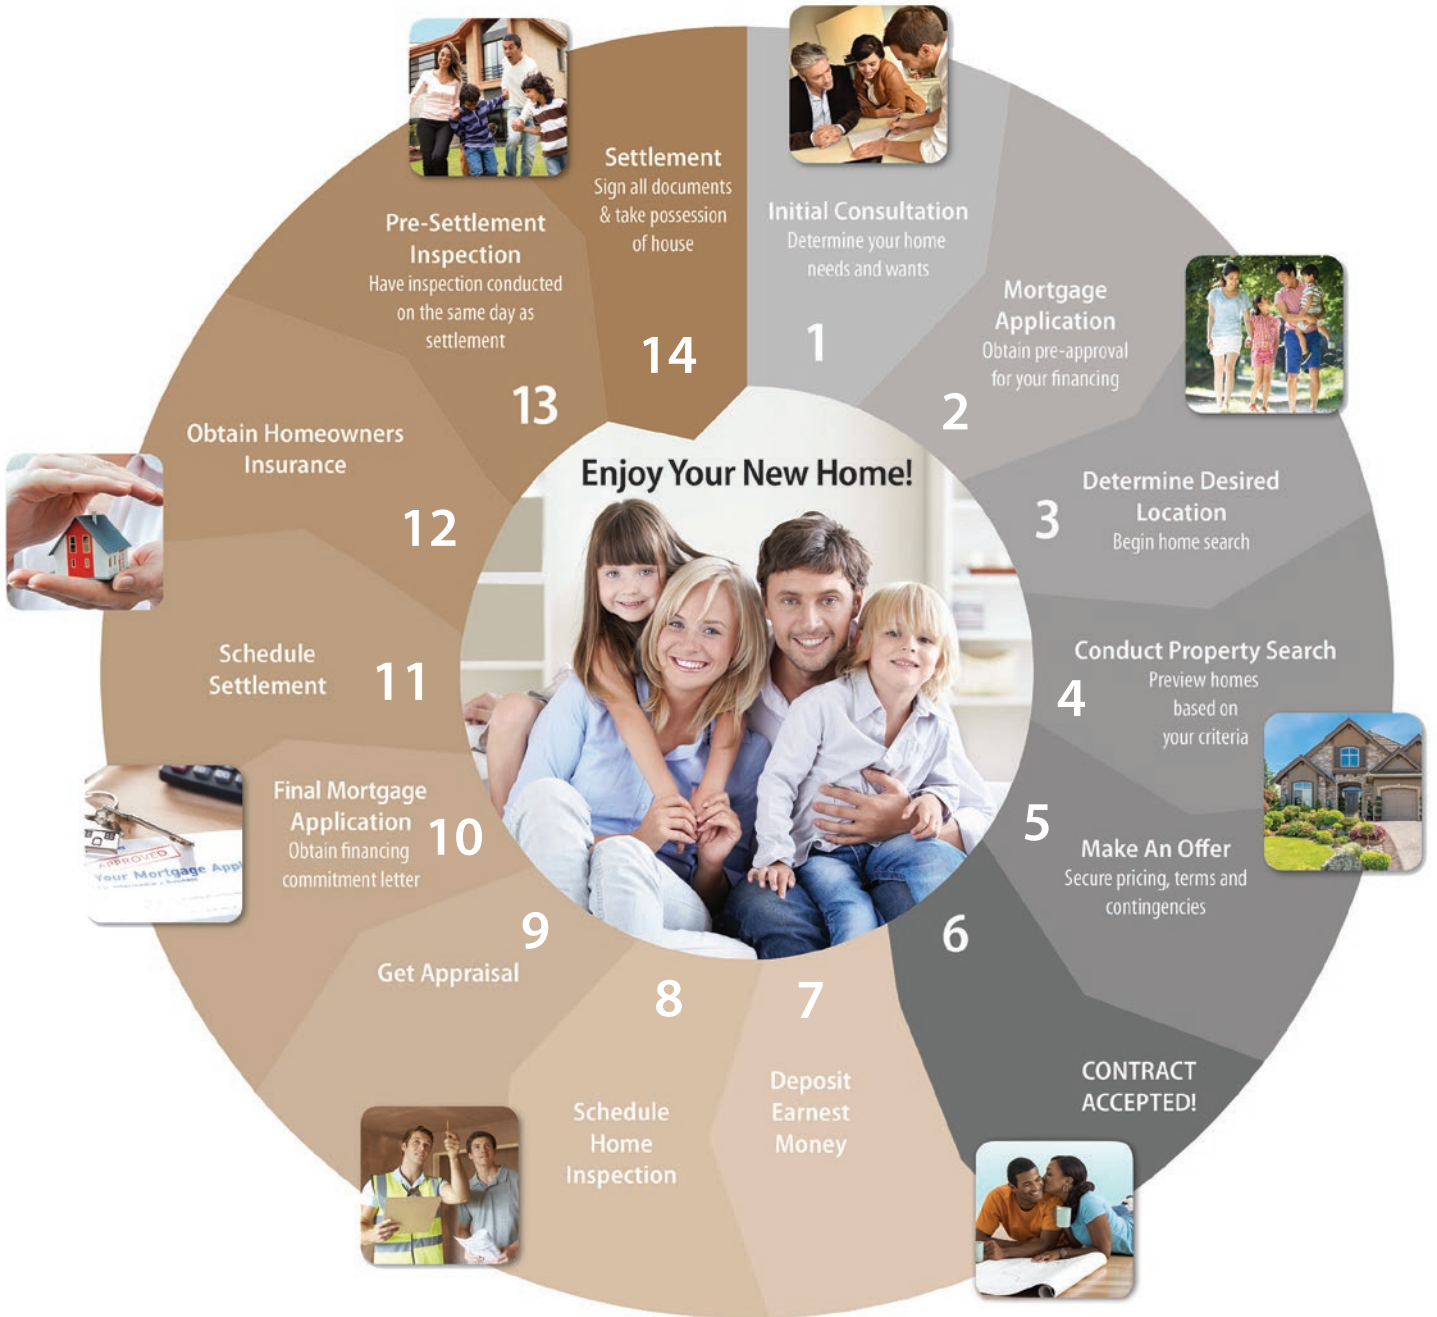 Enjoy Your New Home!
Initial Consultation
Determine your home
needs and wants
1
Mortgage
Application
Obtain pre-approval
for your financing
2
Determine Desired
Location
Begin home search
3
Conduct Property Search
Preview homes
based on
your criteria
4
Make An Offer
Secure pricing, terms and
contingencies
5
CONTRACT
ACCEPTED!
6
Deposit
Earnest
Money
7
Schedule
Home
Inspection
8
Get Appraisal
9
Final Mortgage
Application
Obtain financing
commitment letter
10
APPROVED
Your Mortgage Appl
Schedule
Settlement
11
Obtain Homeowners
Insurance
12
Pre-Settlement
Inspection
Have inspection conducted
on the same day as
settlement
13
Settlement
Sign all documents
& take possession
of house
14